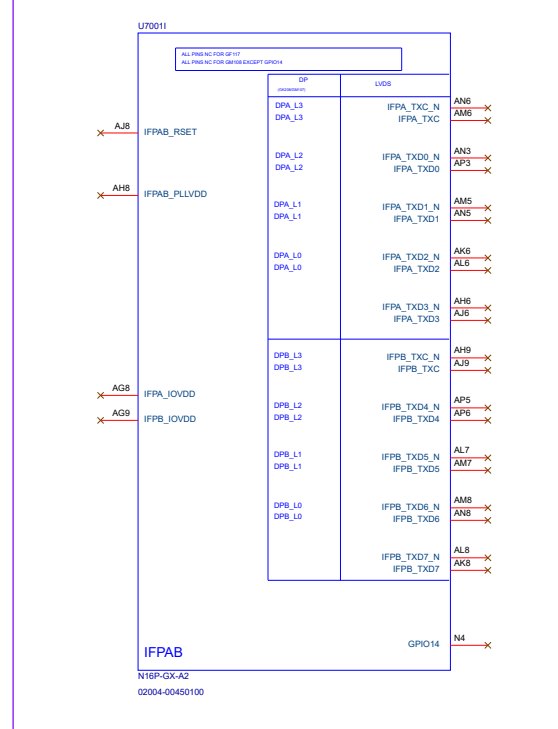 U7001I
ALL PINS NC FOR GF117
ALL PINS NC FOR GM108 EXCEPT GPIO14
DP LVDS
(GK208/GM107)
DPA_L3 IFPA_TXC_N AN6
DPA_L3 IFPA_TXC AM6
AJ8 IFPAB_RSET
DPA_L2 IFPA_TXD0_N AN3
DPA_L2 IFPA_TXD0 AP3
AH8 IFPAB_PLLVDD
DPA_L1 IFPA_TXD1_N AM5
DPA_L1 IFPA_TXD1 AN5
DPA_L0 IFPA_TXD2_N AK6
DPA_L0 IFPA_TXD2 AL6
IFPA_TXD3_N AH6
IFPA_TXD3 AJ6
DPB_L3 IFPB_TXC_N AH9
DPB_L3 IFPB_TXC AJ9
AG8 IFPA_IOVDD
DPB_L2 IFPB_TXD4_N AP5
AG9 IFPB_IOVDD DPB_L2 IFPB_TXD4 AP6
DPB_L1 IFPB_TXD5_N AL7
DPB_L1 IFPB_TXD5 AM7
DPB_L0 IFPB_TXD6_N AM8
DPB_L0 IFPB_TXD6 AN8
IFPB_TXD7_N AL8
IFPB_TXD7 AK8
GPIO14 N4
IFPAB
N16P-GX-A2
02004-00450100